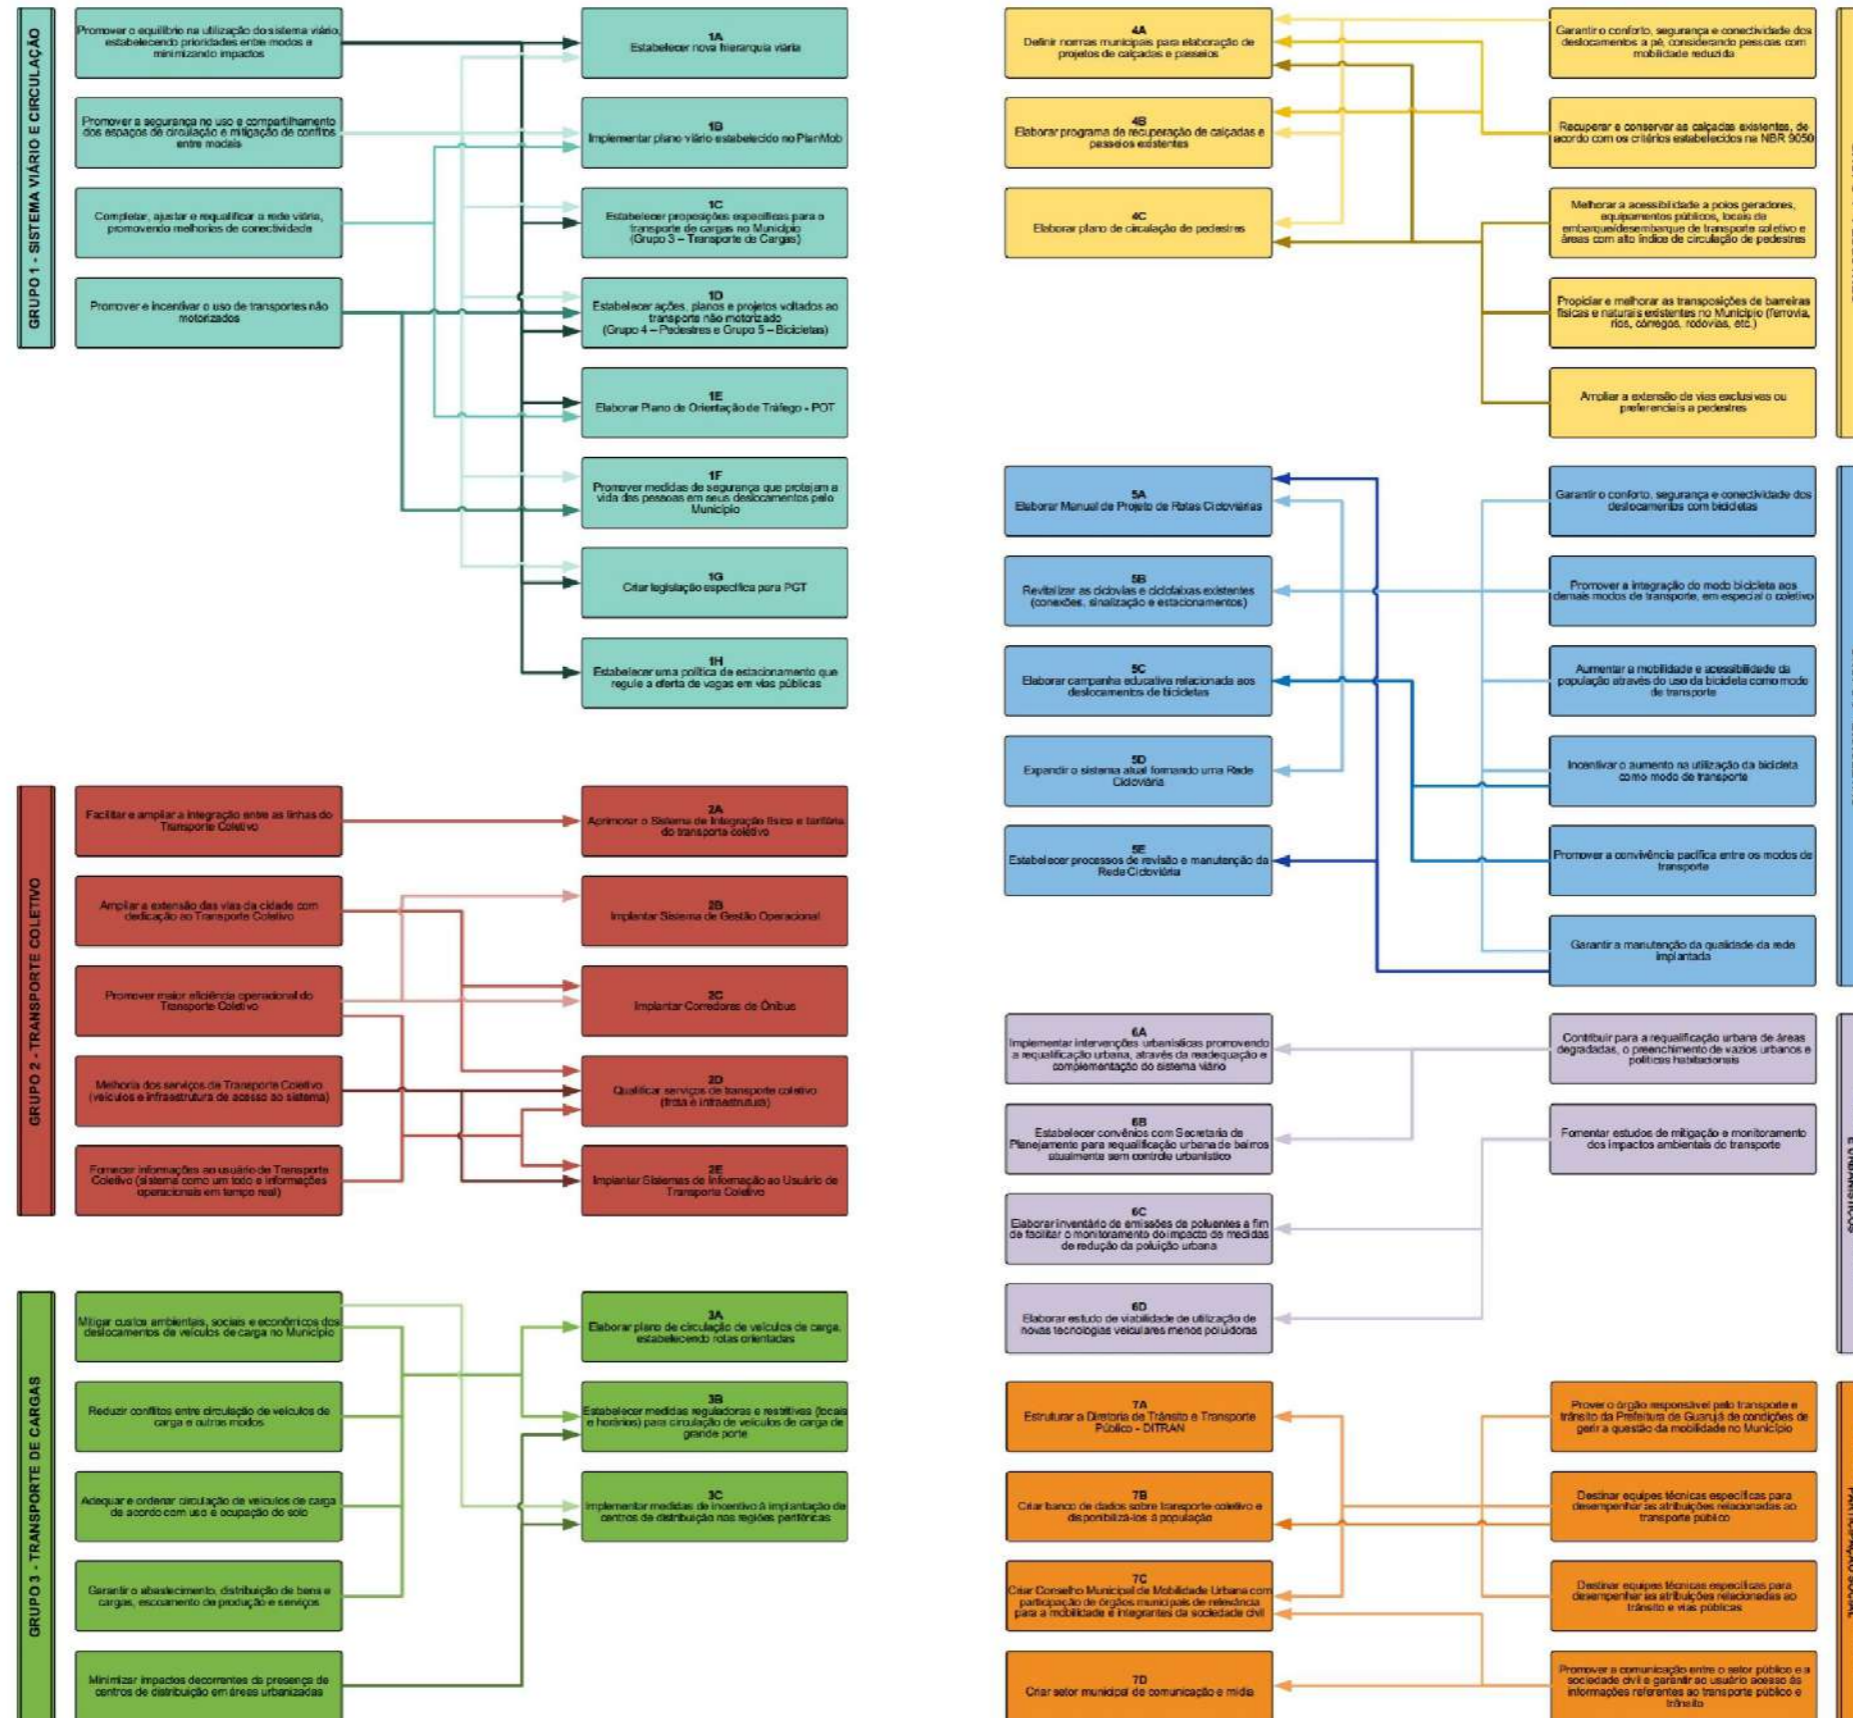 GRUPO 1 - SISTEMA VIÁRIO E CIRCULAÇÃO
Promover o equilíbrio na utilização do sistema viário,
estabelecendo prioridades entre modos e
minimizando impactos
Promover a segurança no uso e compartilhamento
dos espaços de circulação e mitigação de conflitos
entre modais
Completar, ajustar e requalificar a rede viária,
promovendo melhorias de conectividade
Promover e incentivar o uso de transportes não
motorizados
1A
Estabelecer nova hierarquia viária
1B
Implementar plano viário estabelecido no PlanMob
1C
Estabelecer proposições específicas para o
transporte de cargas no Município
(Grupo 3 – Transporte de Cargas)
1D
Estabelecer ações, planos e projetos voltados ao
transporte não motorizado
(Grupo 4 – Pedestres e Grupo 5 – Bicicletas)
1E
Elaborar Plano de Orientação de Tráfego - POT
1F
Promover medidas de segurança que protejam a
vida das pessoas em seus deslocamentos pelo
Município
1G
Criar legislação específica para PGT
1H
Estabelecer uma política de estacionamento que
regule a oferta de vagas em vias públicas
GRUPO 2 - TRANSPORTE COLETIVO
Facilitar e ampliar a integração entre as linhas do
Transporte Coletivo
Ampliar a extensão das vias da cidade com
dedicação ao Transporte Coletivo
Promover maior eficiência operacional do
Transporte Coletivo
Melhoria dos serviços de Transporte Coletivo
(veículos e infraestrutura de acesso ao sistema)
Fornecer informações ao usuário de Transporte
Coletivo (sistema como um todo e informações
operacionais em tempo real)
2A
Aprimorar o Sistema de Integração física e tarifária
do transporte coletivo
2B
Implantar Sistema de Gestão Operacional
2C
Implantar Corredores de Ônibus
2D
Qualificar serviços de transporte coletivo
(frota e infraestrutura)
2E
Implantar Sistemas de Informação ao Usuário de
Transporte Coletivo
GRUPO 3 - TRANSPORTE DE CARGAS
Mitigar custos ambientais, sociais e econômicos dos
deslocamentos de veículos de carga no Município
Reduzir conflitos entre circulação de veículos de
carga e outros modos
Adequar e ordenar circulação de veículos de carga
de acordo com uso e ocupação do solo
Garantir o abastecimento, distribuição de bens e
cargas, escoamento de produção e serviços
Minimizar impactos decorrentes da presença de
centros de distribuição em áreas urbanizadas
3A
Elaborar plano de circulação de veículos de carga,
estabelecendo rotas orientadas
3B
Estabelecer medidas reguladoras e restritivas (locais
e horários) para circulação de veículos de carga de
grande porte
3C
Implementar medidas de incentivo à implantação de
centros de distribuição nas regiões periféricas
4A
Definir normas municipais para elaboração de
projetos de calçadas e passeios
4B
Elaborar programa de recuperação de calçadas e
passeios existentes
4C
Elaborar plano de circulação de pedestres
Garantir o conforto, segurança e conectividade dos
deslocamentos a pé, considerando pessoas com
mobilidade reduzida
Recuperar e conservar as calçadas existentes, de
acordo com os critérios estabelecidos na NBR 9050
Melhorar a acessibilidade a polos geradores,
equipamentos públicos, locais de
embarque/desembarque de transporte coletivo e
áreas com alto índice de circulação de pedestres
Propiciar e melhorar as transposições de barreiras
físicas e naturais existentes no Município (ferrovia,
rios, córregos, rodovias, etc.)
Ampliar a extensão de vias exclusivas ou
preferenciais a pedestres
5A
Elaborar Manual de Projeto de Rotas Cicloviárias
5B
Revitalizar as ciclovias e ciclofaixas existentes
(conexões, sinalização e estacionamentos)
5C
Elaborar campanha educativa relacionada aos
deslocamentos de bicicletas
5D
Expandir o sistema atual formando uma Rede
Cicloviária
5E
Estabelecer processos de revisão e manutenção da
Rede Cicloviária
Garantir o conforto, segurança e conectividade dos
deslocamentos com bicicletas
Promover a integração do modo bicicleta aos
demais modos de transporte, em especial o coletivo
Aumentar a mobilidade e acessibilidade da
população através do uso da bicicleta como modo
de transporte
Incentivar o aumento na utilização da bicicleta
como modo de transporte
Promover a convivência pacífica entre os modos de
transporte
Garantir a manutenção da qualidade da rede
implantada
6A
Implementar intervenções urbanísticas promovendo
a requalificação urbana, através da readequação e
complementação do sistema viário
6B
Estabelecer convênios com Secretaria de
Planejamento para requalificação urbana de bairros
atualmente sem controle urbanístico
6C
Elaborar inventário de emissões de poluentes a fim
de facilitar o monitoramento do impacto de medidas
de redução da poluição urbana
6D
Elaborar estudo de viabilidade de utilização de
novas tecnologias veiculares menos poluidoras
Contribuir para a requalificação urbana de áreas
degradadas, o preenchimento de vazios urbanos e
políticas habitacionais
Fomentar estudos de mitigação e monitoramento
dos impactos ambientais do transporte
7A
Estruturar a Diretoria de Trânsito e Transporte
Público - DITRAN
7B
Criar banco de dados sobre transporte coletivo e
disponibilizá-los à população
7C
Criar Conselho Municipal de Mobilidade Urbana com
participação de órgãos municipais de relevância
para a mobilidade e integrantes da sociedade civil
7D
Criar setor municipal de comunicação e mídia
Prover o órgão responsável pelo transporte e
trânsito da Prefeitura de Guarujá de condições de
gerir a questão da mobilidade no Município
Destinar equipes técnicas específicas para
desempenhar as atribuições relacionadas ao
transporte público
Destinar equipes técnicas específicas para
desempenhar as atribuições relacionadas ao
trânsito e vias públicas
Promover a comunicação entre o setor público e a
sociedade civil e garantir ao usuário acesso às
informações referentes ao transporte público e
trânsito